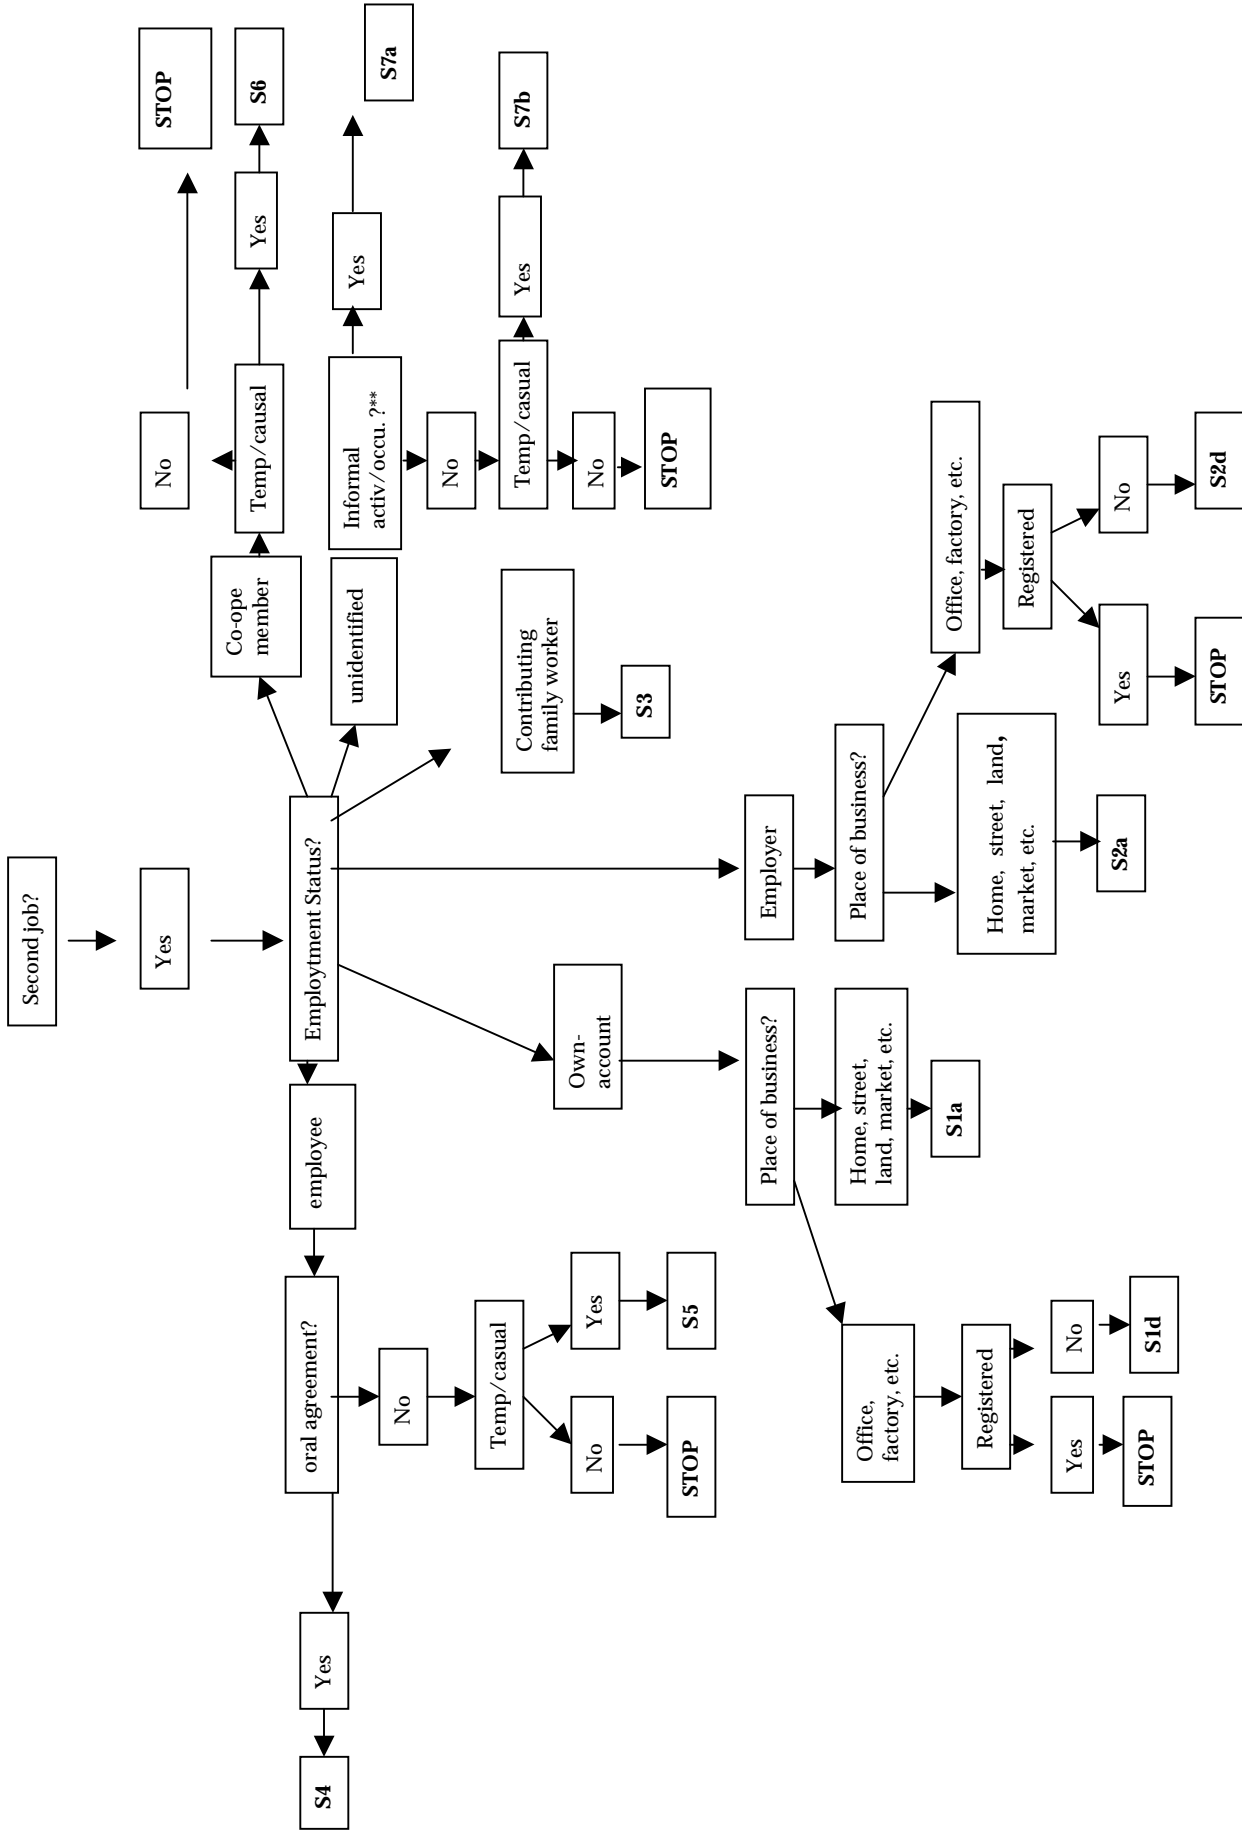 Second job?
Yes
Employtment Status?
employee
oral agreement?
Yes
S4
No
Temp/casual
No
STOP
Yes
S5
Own-
account
Place of business?
Office,
factory, etc.
Registered
Yes
STOP
No
S1d
Home, street,
land, market, etc.
S1a
Employer
Place of business?
Home, street, land,
market, etc.
S2a
Office, factory, etc.
Registered
Yes
STOP
No
S2d
Contributing
family worker
S3
unidentified
Informal
activ/occu. ?**
Yes
S7a
No
Temp/casual
Yes
S7b
No
STOP
Co-ope
member
Temp/causal
Yes
S6
No
STOP